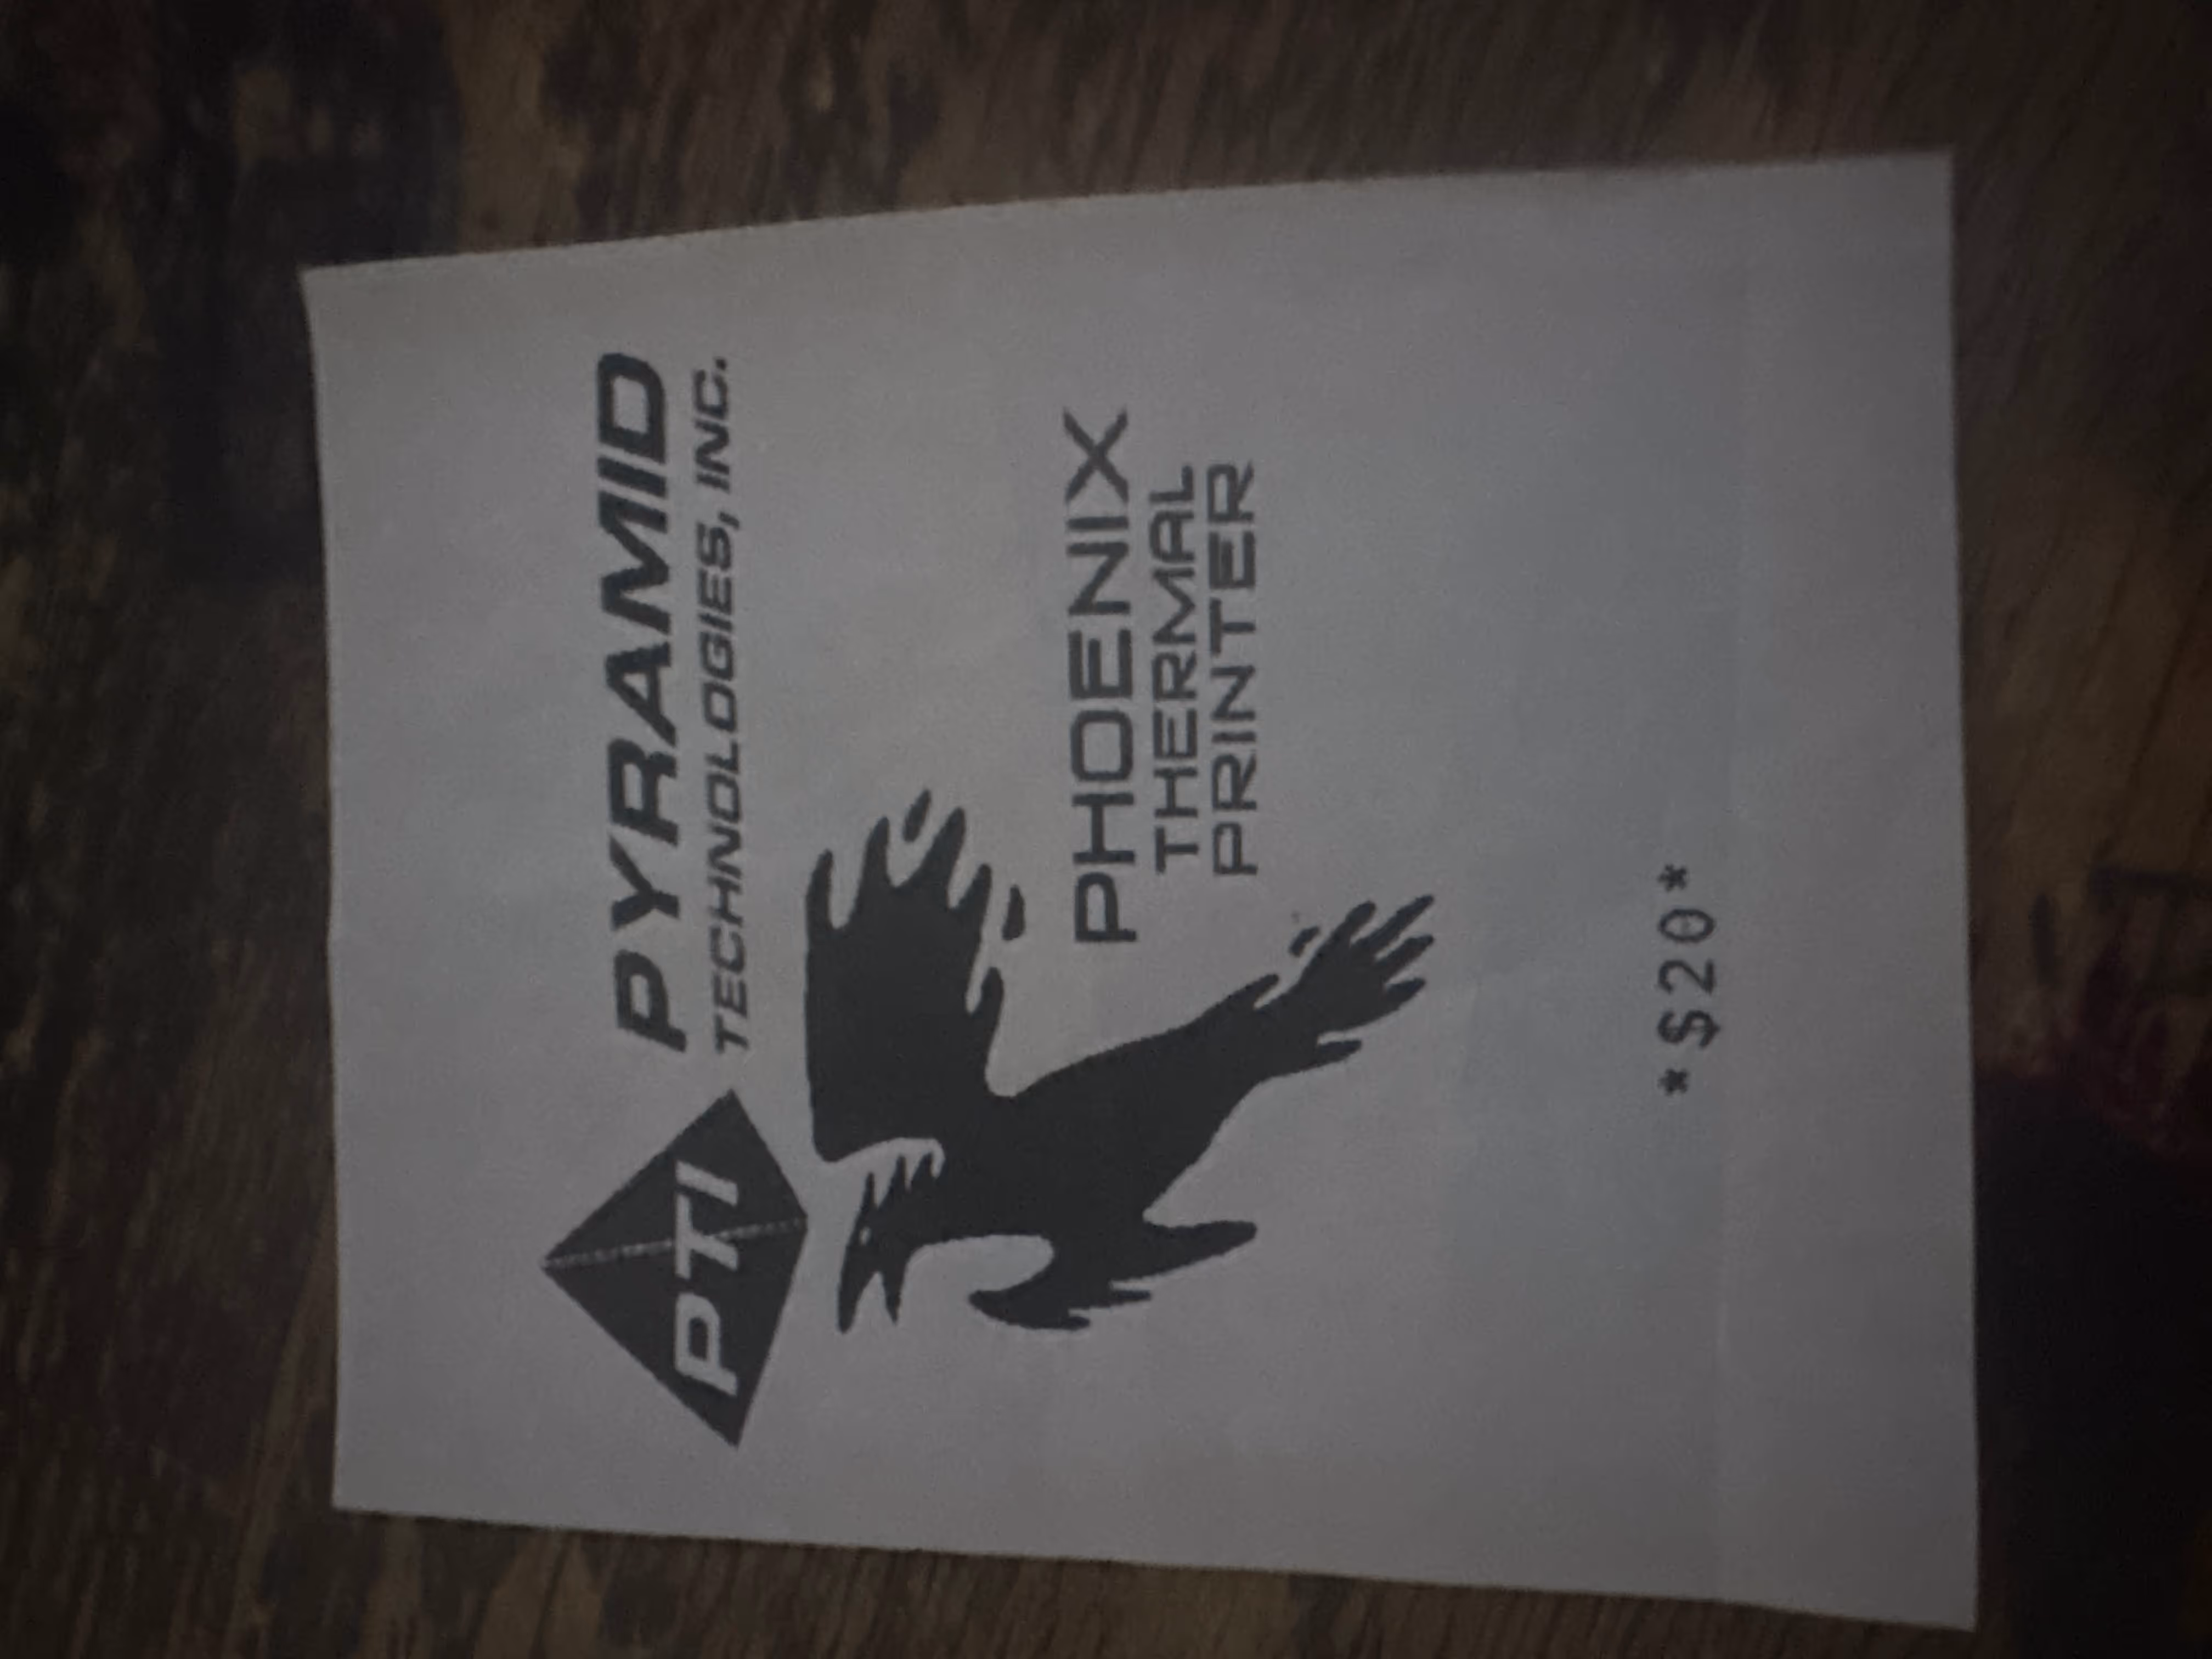 PTI
PYRAMID
TECHNOLOGIES, INC.
PHOENIX
THERMAL
PRINTER
*$20*